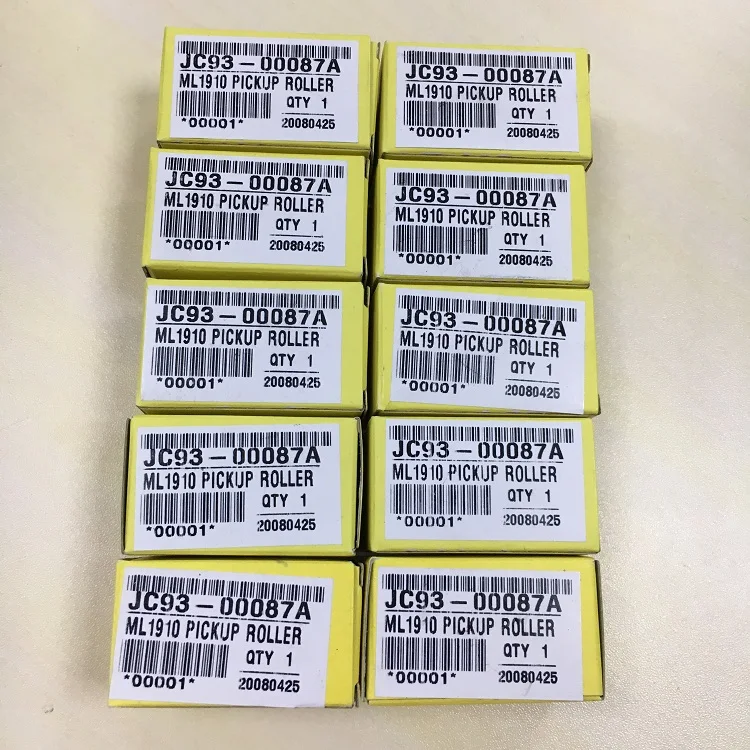 JC93-00087A
ML1910 PICKUP ROLLER
QTY 1
*00001*
20080425
JC93-00087A
ML1910 PICKUP ROLLER
QTY 1
*00001*
20080425
JC93-00087A
ML1910 PICKUP ROLLER
QTY 1
*00001*
20080425
JC93-00087A
ML1910 PICKUP ROLLER
QTY 1
*00001*
20080425
JC93-00087A
ML1910 PICKUP ROLLER
QTY 1
*00001*
20080425
JC93-00087A
ML1910 PICKUP ROLLER
QTY 1
*00001*
20080425
JC93-00087A
ML1910 PICKUP ROLLER
QTY 1
*00001*
20080425
JC93-00087A
ML1910 PICKUP ROLLER
QTY 1
*00001*
20080425
JC93-00087A
ML1910 PICKUP ROLLER
QTY 1
*00001*
20080425
JC93-00087A
ML1910 PICKUP ROLLER
QTY 1
*00001*
20080425